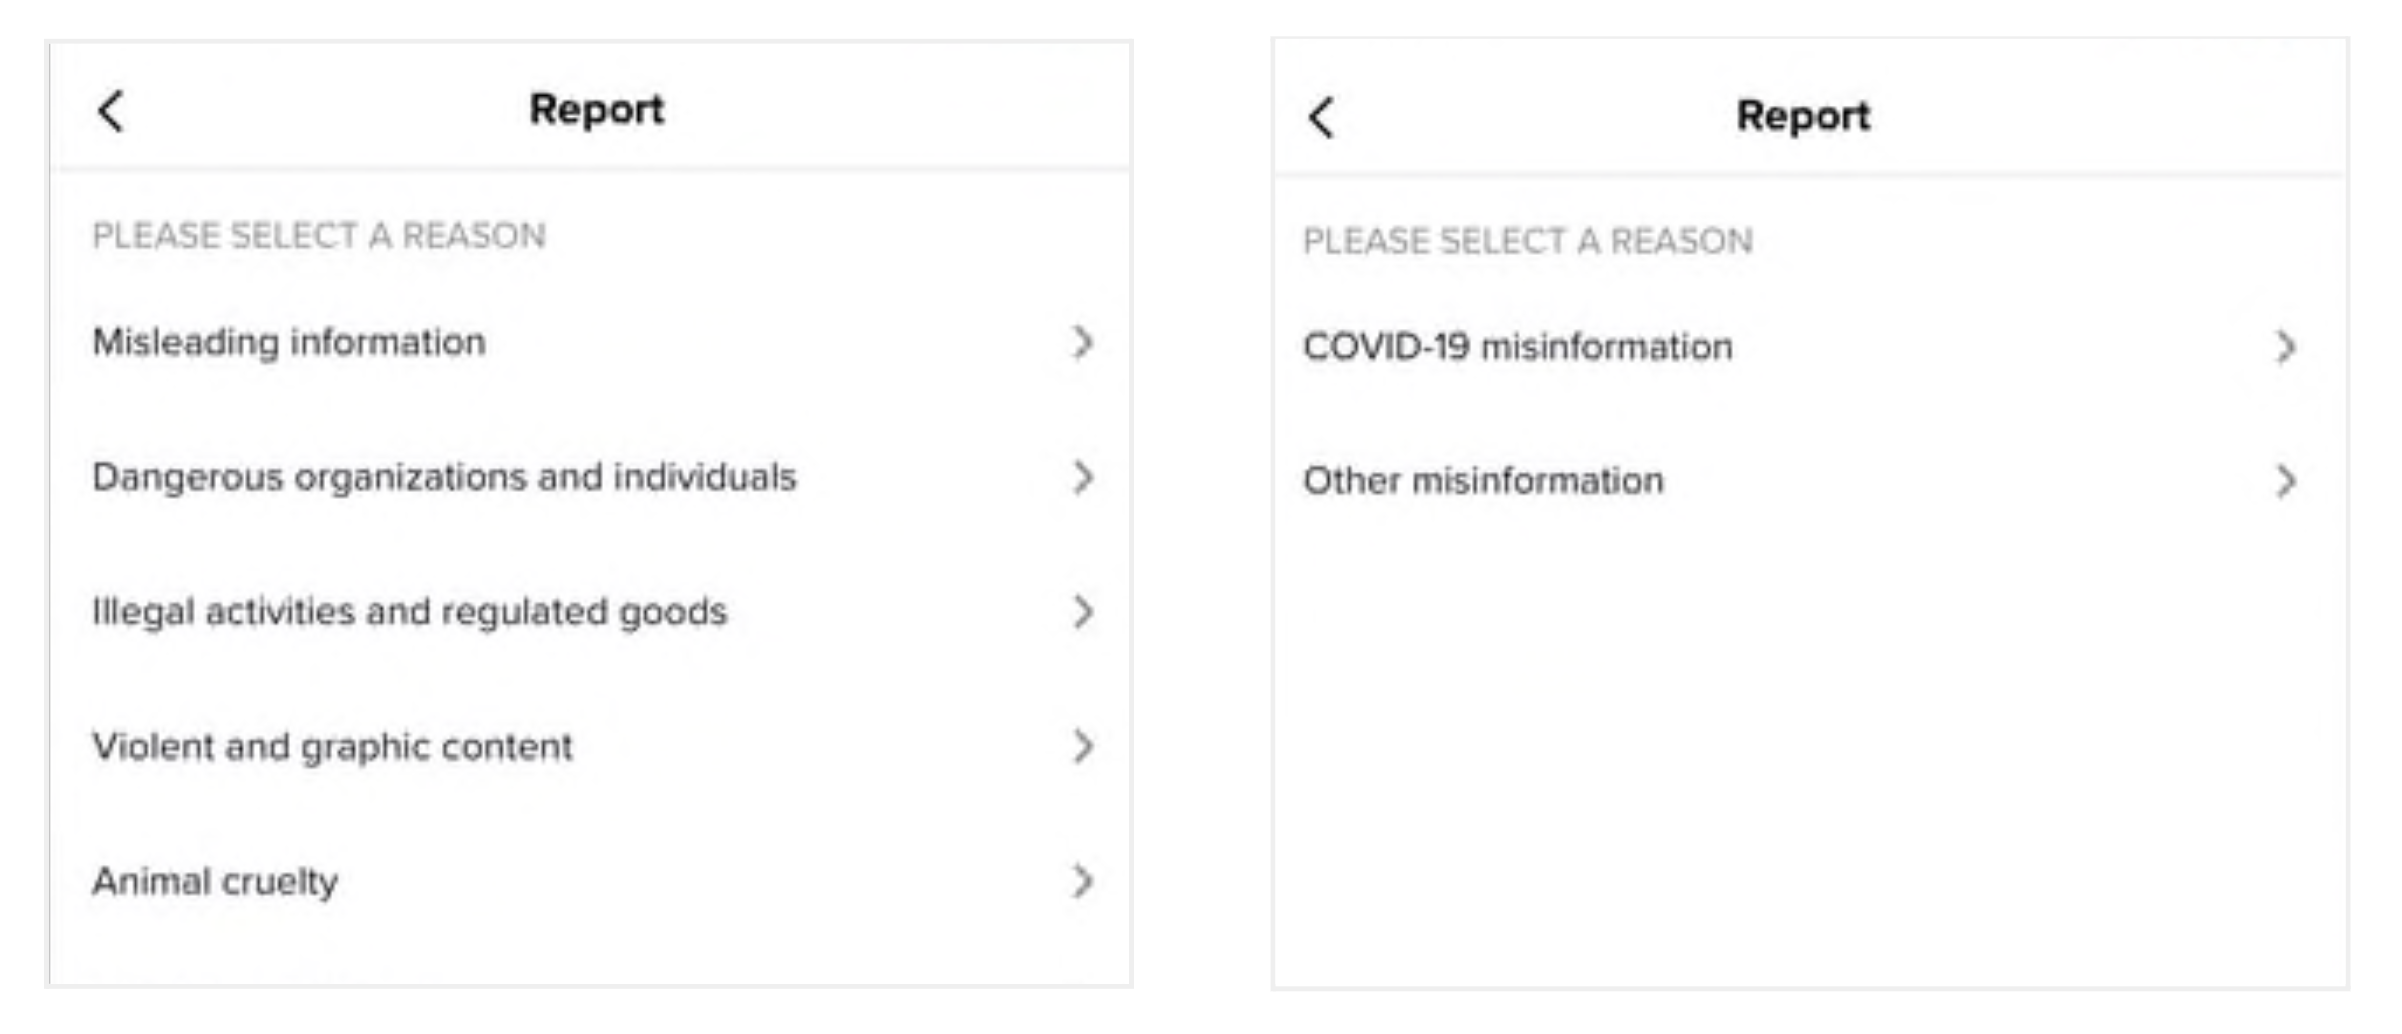 Report
PLEASE SELECT A REASON
Misleading information
Dangerous organizations and individuals
Illegal activities and regulated goods
Violent and graphic content
Animal cruelty
Report
PLEASE SELECT A REASON
COVID-19 misinformation
Other misinformation